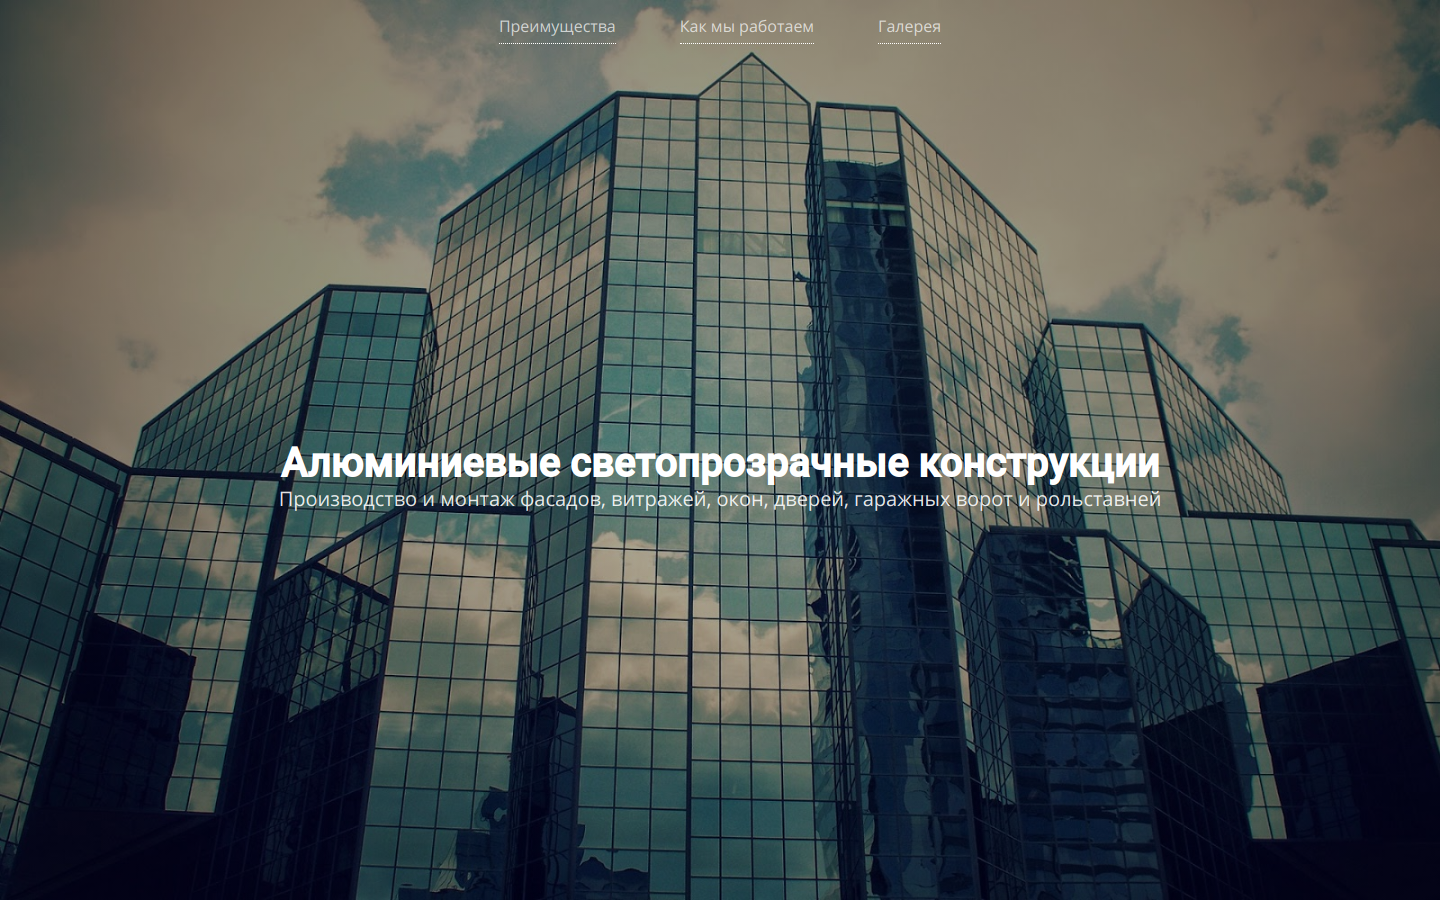 Преимущества
Как мы работаем
Галерея
Алюминиевые светопрозрачные конструкции
Производство и монтаж фасадов, витражей, окон, дверей, гаражных ворот и рольставней